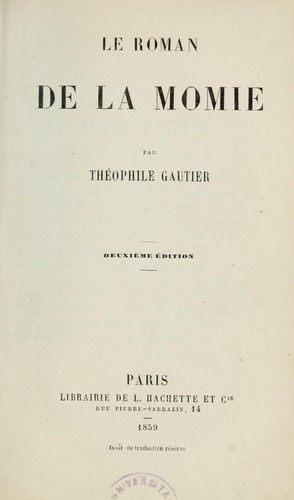 LE ROMAN
DE LA MOMIE
PAR
THÉOPHILE GAUTIER
DEUXIÈME ÉDITION
PARIS
LIBRAIRIE DE L. HACHETTE ET Cie
RUE PIERRE-SARRAZIN, 14
1859
Droit de traduction réservé